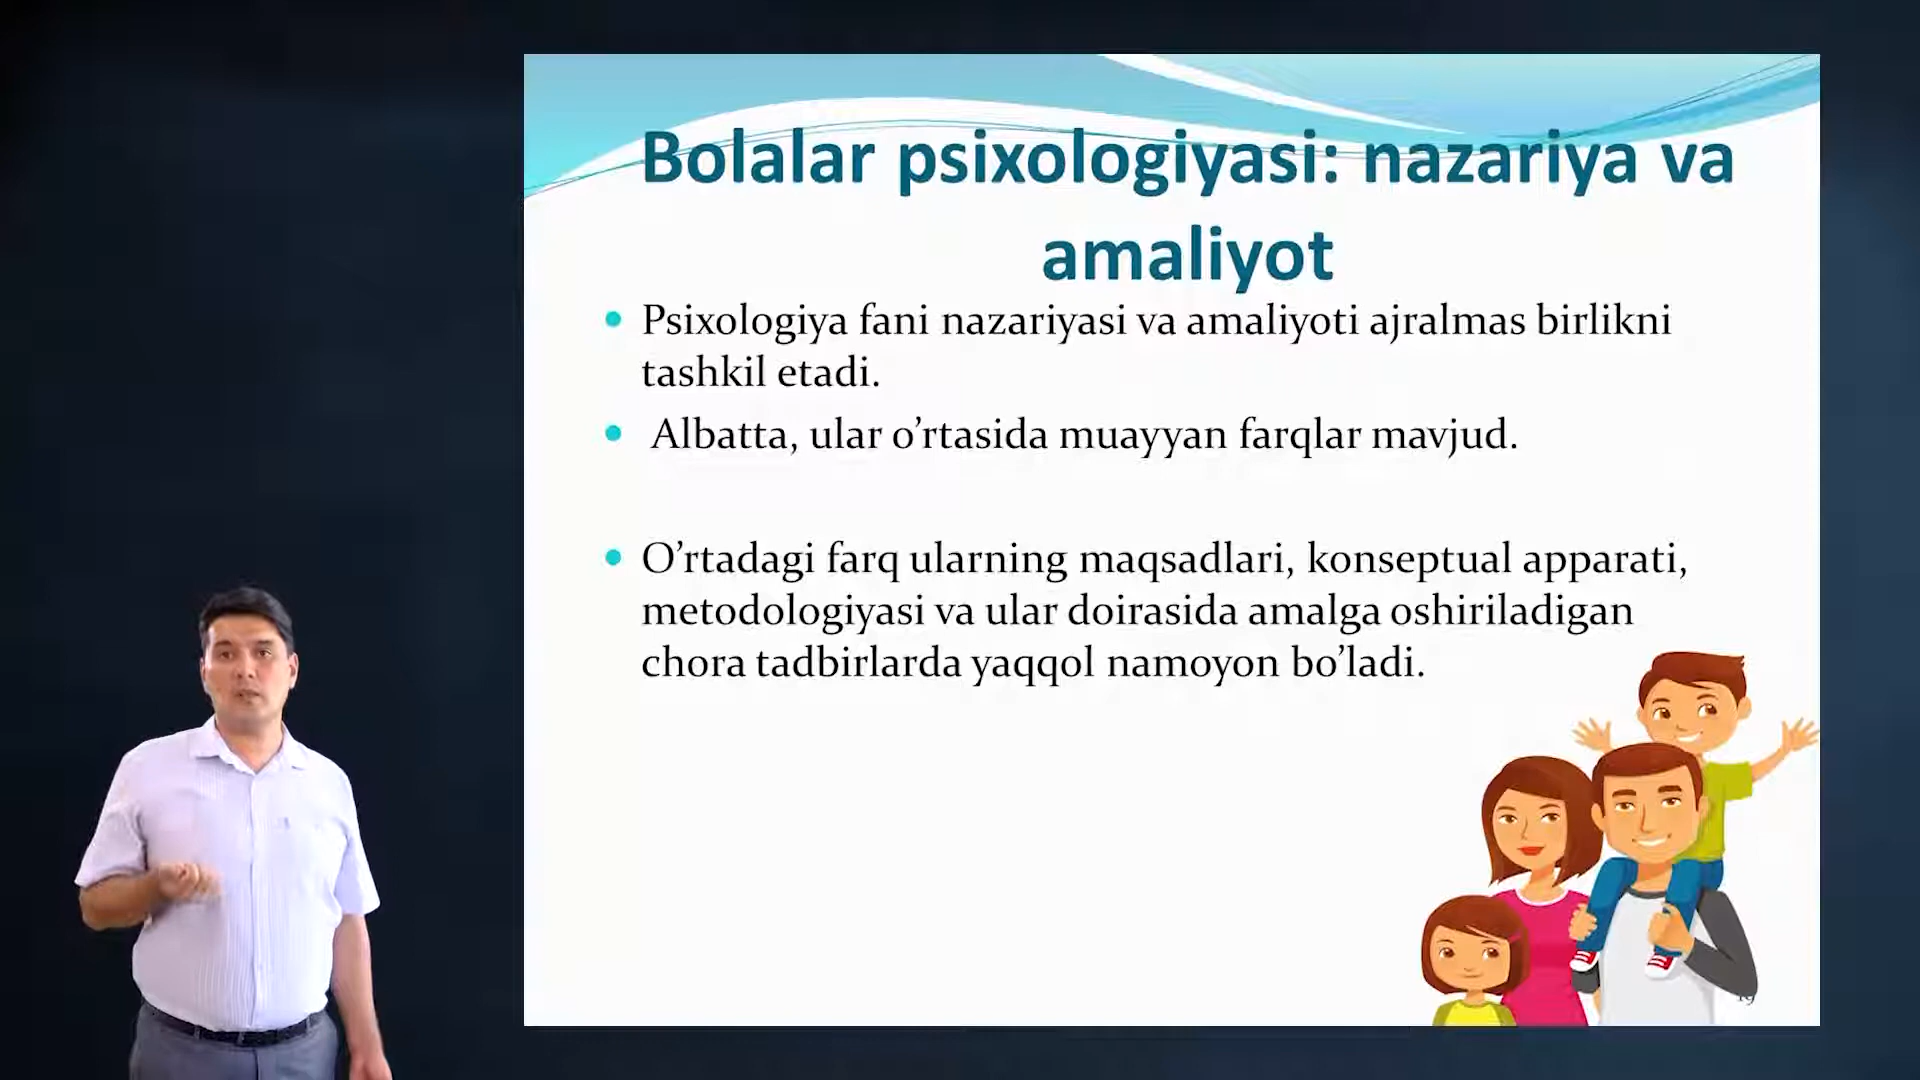 Bolalar psixologiyasi: nazariya va
amaliyot
• Psixologiya fani nazariyasi va amaliyoti ajralmas birlikni
tashkil etadi.
• Albatta, ular o’rtasida muayyan farqlar mavjud.
• O’rtadagi farq ularning maqsadlari, konseptual apparati,
metodologiyasi va ular doirasida amalga oshiriladigan
chora tadbirlarda yaqqol namoyon bo’ladi.
19